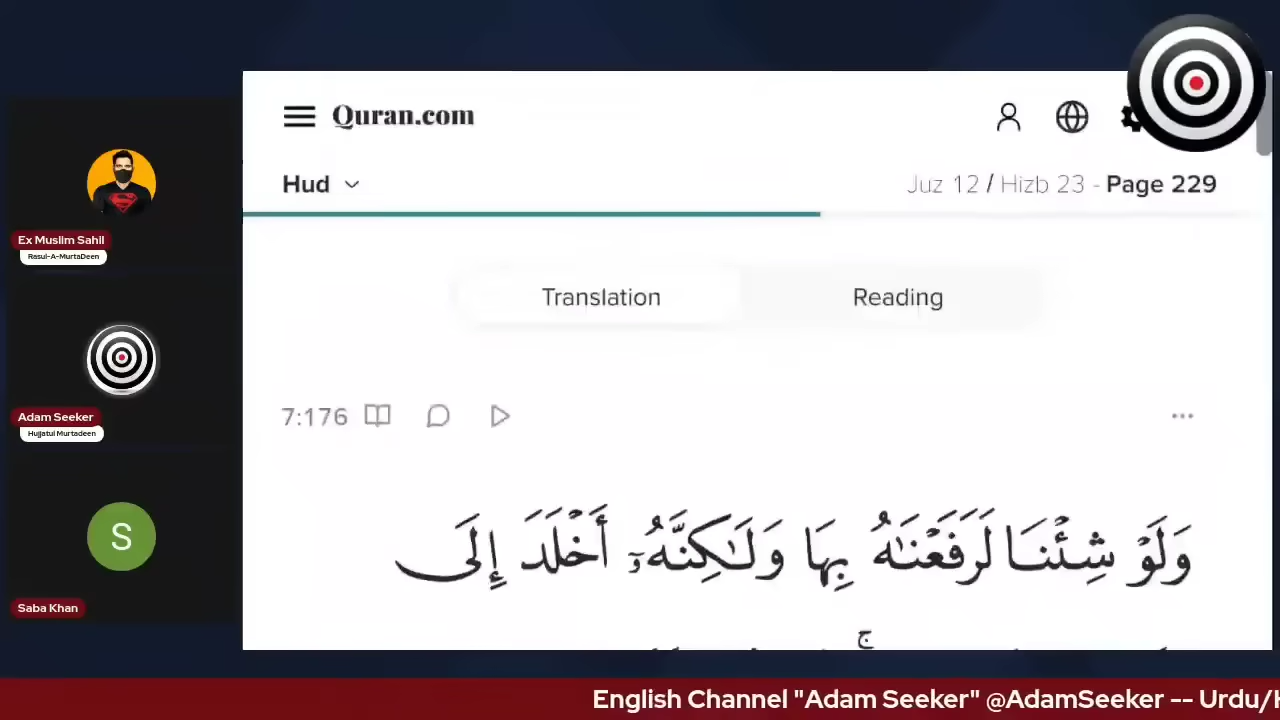 Quran.com
Hud
Juz 12 / Hizb 23 - Page 229
Translation
Reading
7:176
وَلَوْ شِئْنَا لَرَفَعْنَٰهُ بِهَا وَلَٰكِنَّهُۥٓ أَخْلَدَ إِلَى
Ex Muslim Sahil
Rasul-A-MurtaDeen
Adam Seeker
Hujjatul Murtadeen
S
Saba Khan
English Channel "Adam Seeker" @AdamSeeker -- Urdu/